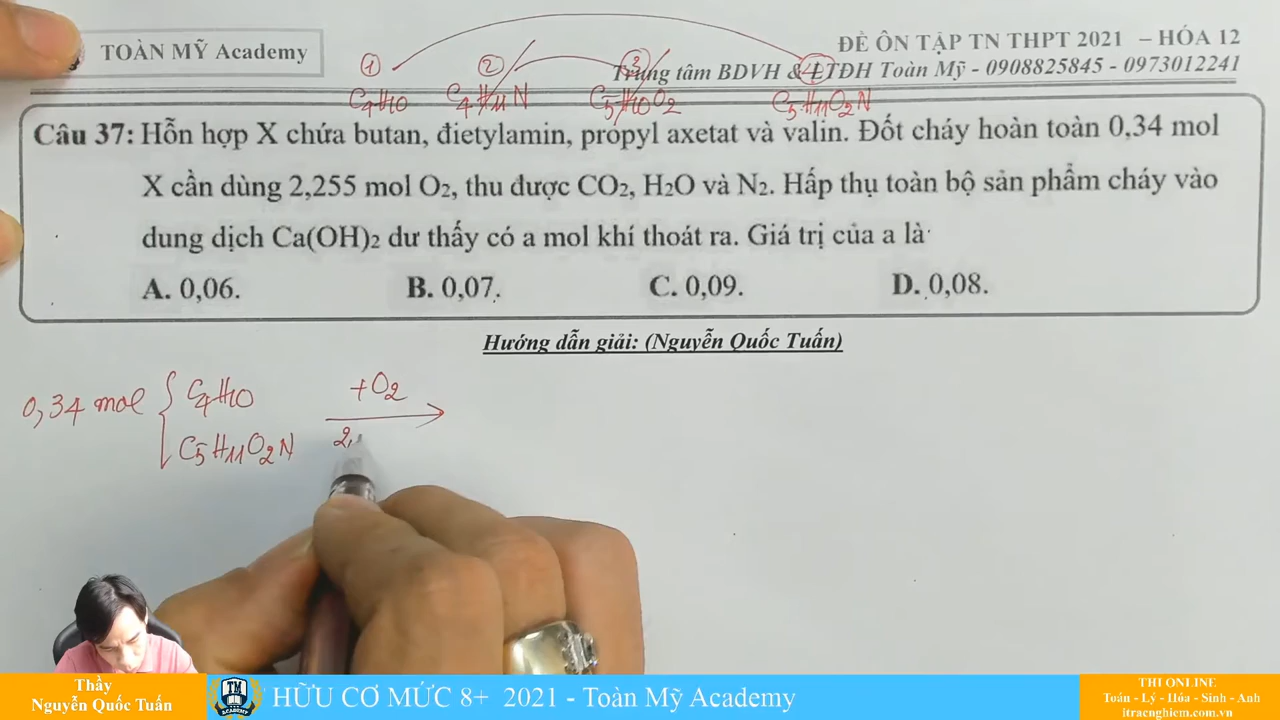 TOÀN MỸ Academy
ĐỀ ÔN TẬP TN THPT 2021 – HÓA 12
Trung tâm BDVH & LTĐH Toàn Mỹ - 0908825845 - 0973012241
1 2 3 4
C4H10 C4H11N C5H10O2 C5H11O2N
Câu 37: Hỗn hợp X chứa butan, đietylamin, propyl axetat và valin. Đốt cháy hoàn toàn 0,34 mol
X cần dùng 2,255 mol O2, thu được CO2, H2O và N2. Hấp thụ toàn bộ sản phẩm cháy vào
dung dịch Ca(OH)2 dư thấy có a mol khí thoát ra. Giá trị của a là
A. 0,06. B. 0,07. C. 0,09. D. 0,08.
Hướng dẫn giải: (Nguyễn Quốc Tuấn)
0,34 mol { C4H10 +O2
C5H11O2N 2,
Thầy
Nguyễn Quốc Tuấn
TM
ACADEMY
HỮU CƠ MỨC 8+ 2021 - Toàn Mỹ Academy
THI ONLINE
Toán - Lý - Hóa - Sinh - Anh
itracnghiem.com.vn